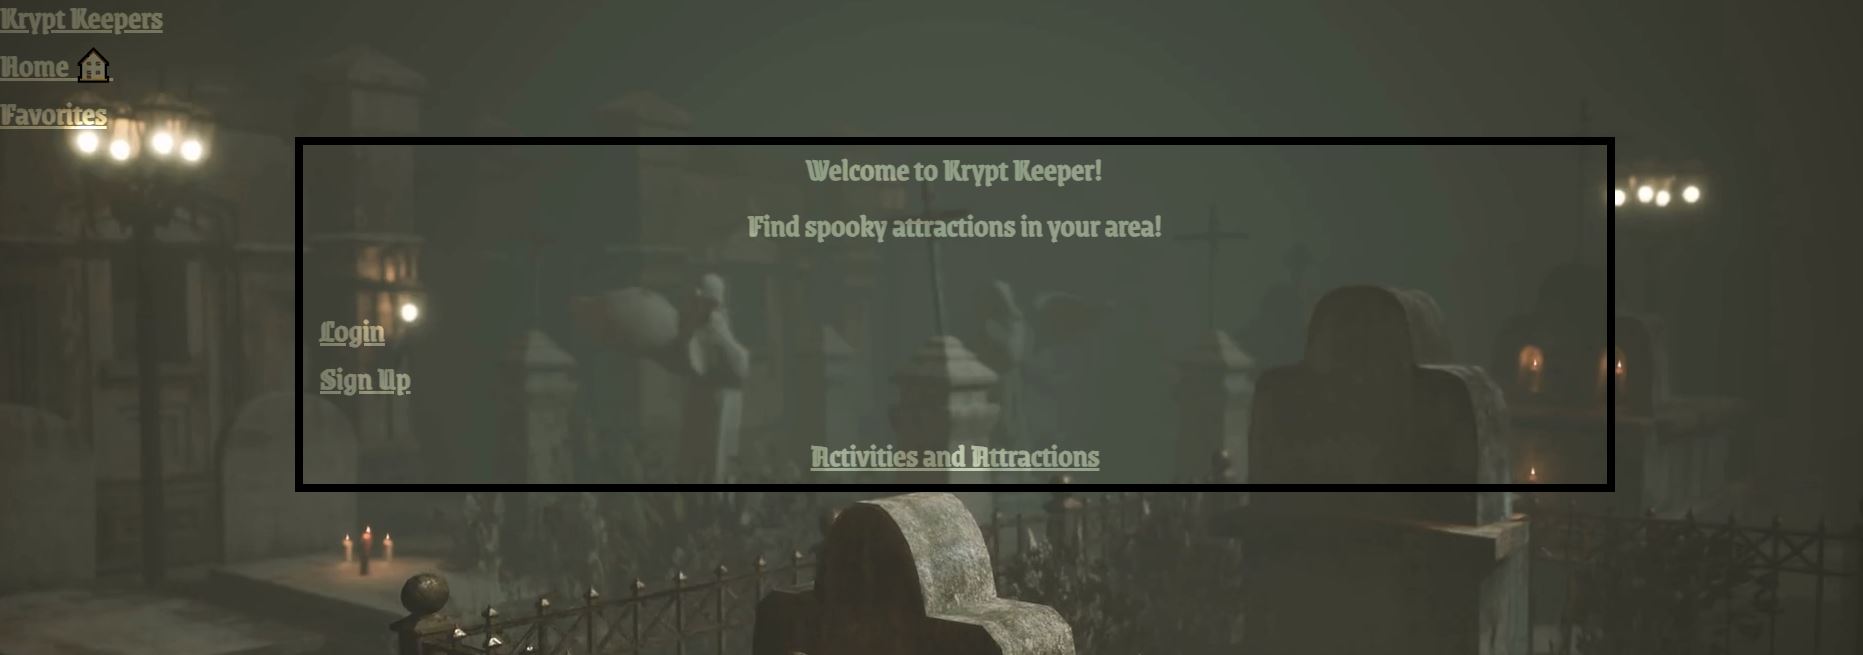 Krypt Keepers
Home
Favorites
Welcome to Krypt Keeper!
Find spooky attractions in your area!
Login
Sign Up
Activities and Attractions